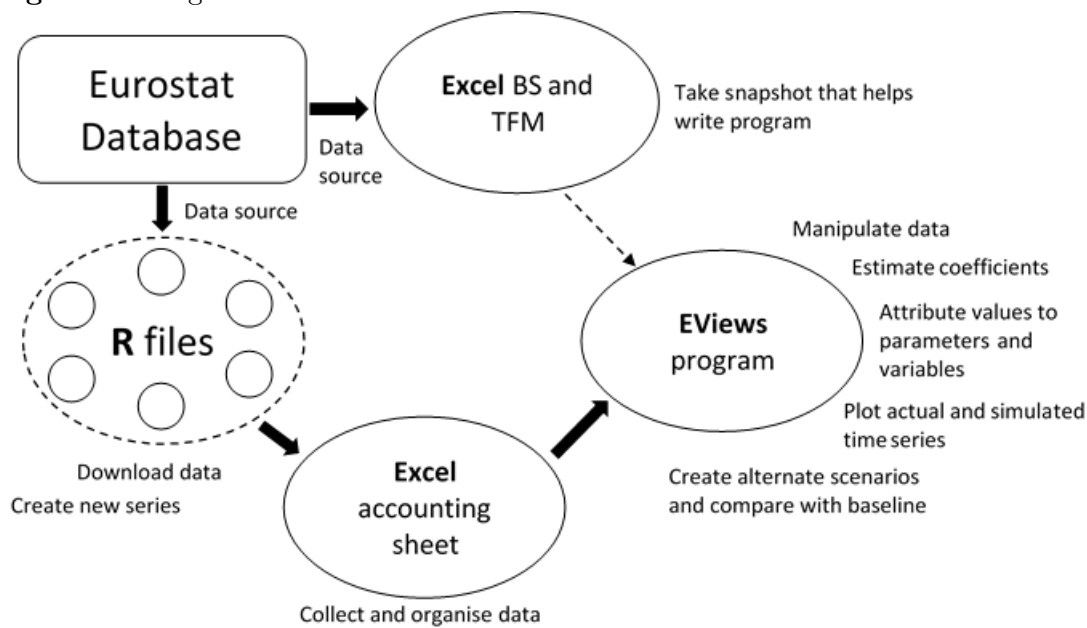 Eurostat
Database
Excel BS and
TFM
Take snapshot that helps
write program
Data
source
Data source
R files
Download data
Create new series
Excel
accounting
sheet
Collect and organise data
EViews
program
Manipulate data
Estimate coefficients
Attribute values to
parameters and
variables
Plot actual and simulated
time series
Create alternate scenarios
and compare with baseline